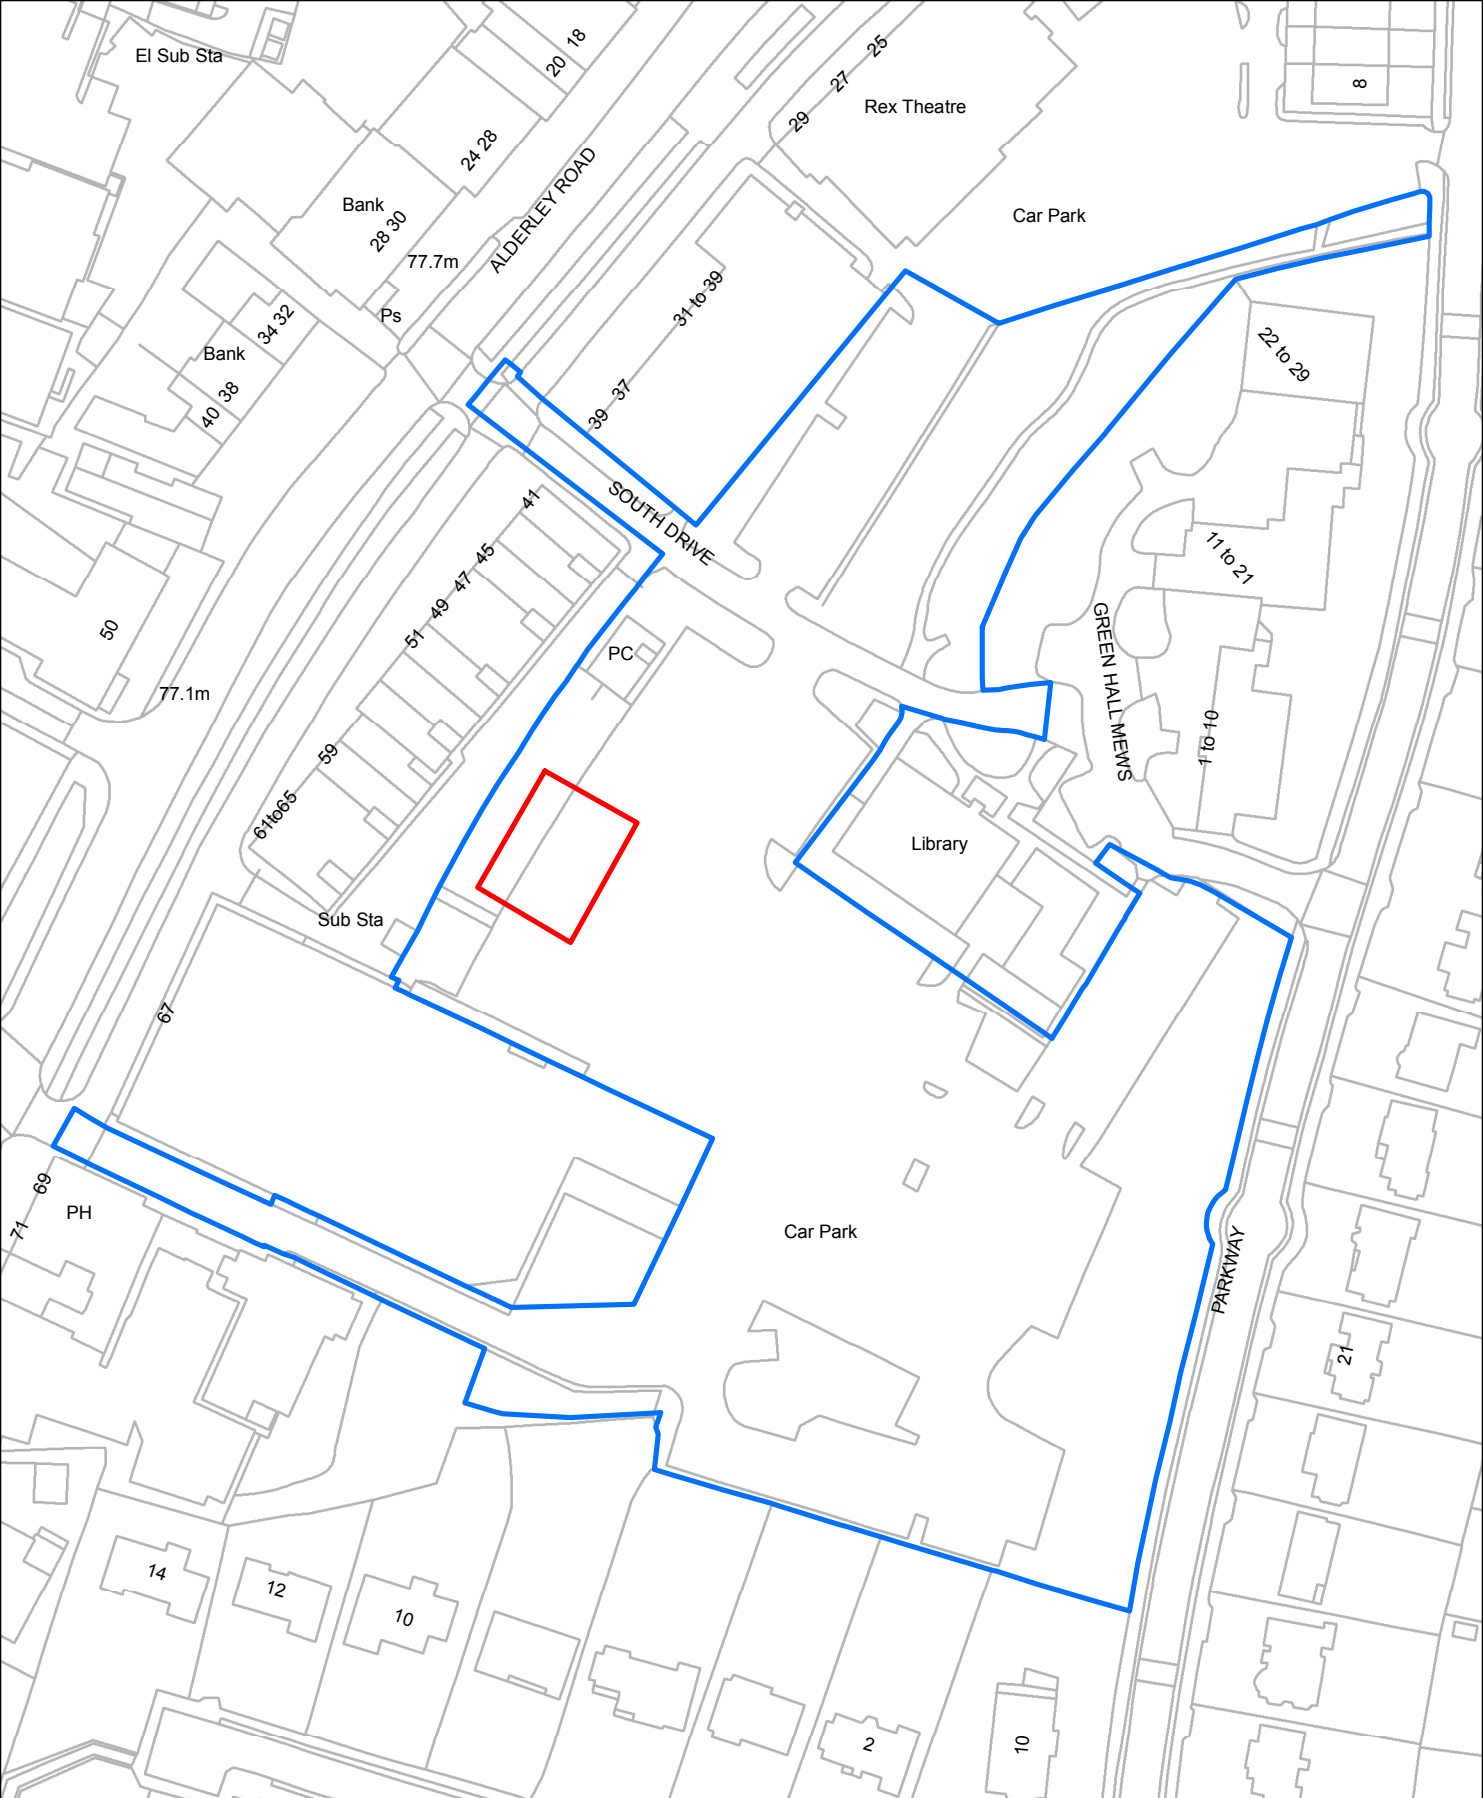 El Sub Sta
18
20
25
27
29
Rex Theatre
8
24 28
Bank
28 30
ALDERLEY ROAD
Car Park
77.7m
Ps
31 to 39
34 32
Bank
40 38
39 37
22 to 29
SOUTH DRIVE
41
45
47
49
51
11 to 21
50
PC
GREEN HALL MEWS
77.1m
1 to 10
59
61to65
Library
Sub Sta
67
69
71
PH
Car Park
PARKWAY
21
14
12
10
2
10